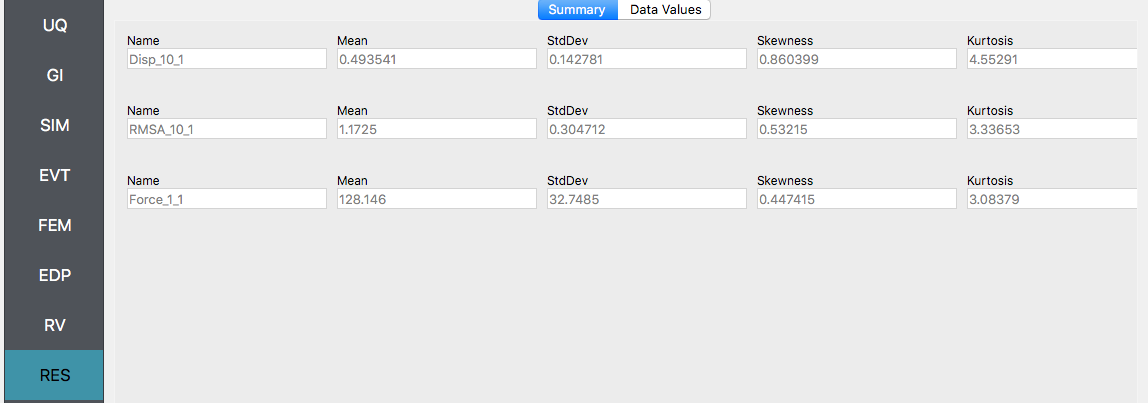 Summary Data Values
UQ
GI
SIM
EVT
FEM
EDP
RV
RES
Name Mean StdDev Skewness Kurtosis
Disp_10_1 0.493541 0.142781 0.860399 4.55291
Name Mean StdDev Skewness Kurtosis
RMSA_10_1 1.1725 0.304712 0.53215 3.33653
Name Mean StdDev Skewness Kurtosis
Force_1_1 128.146 32.7485 0.447415 3.08379